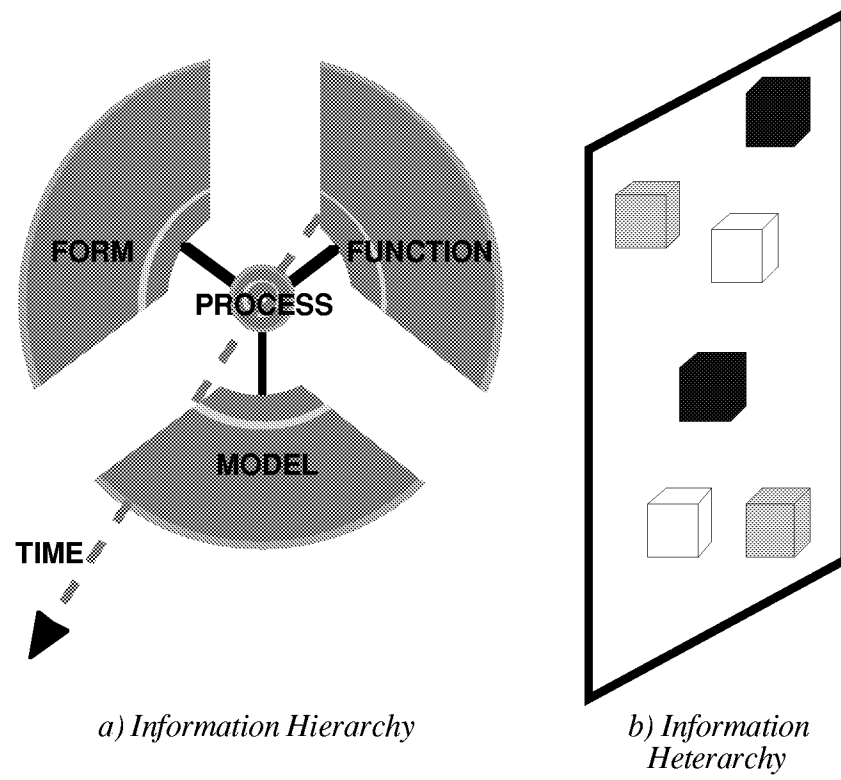 FORM
FUNCTION
PROCESS
MODEL
TIME
a) Information Hierarchy
b) Information
Heterarchy